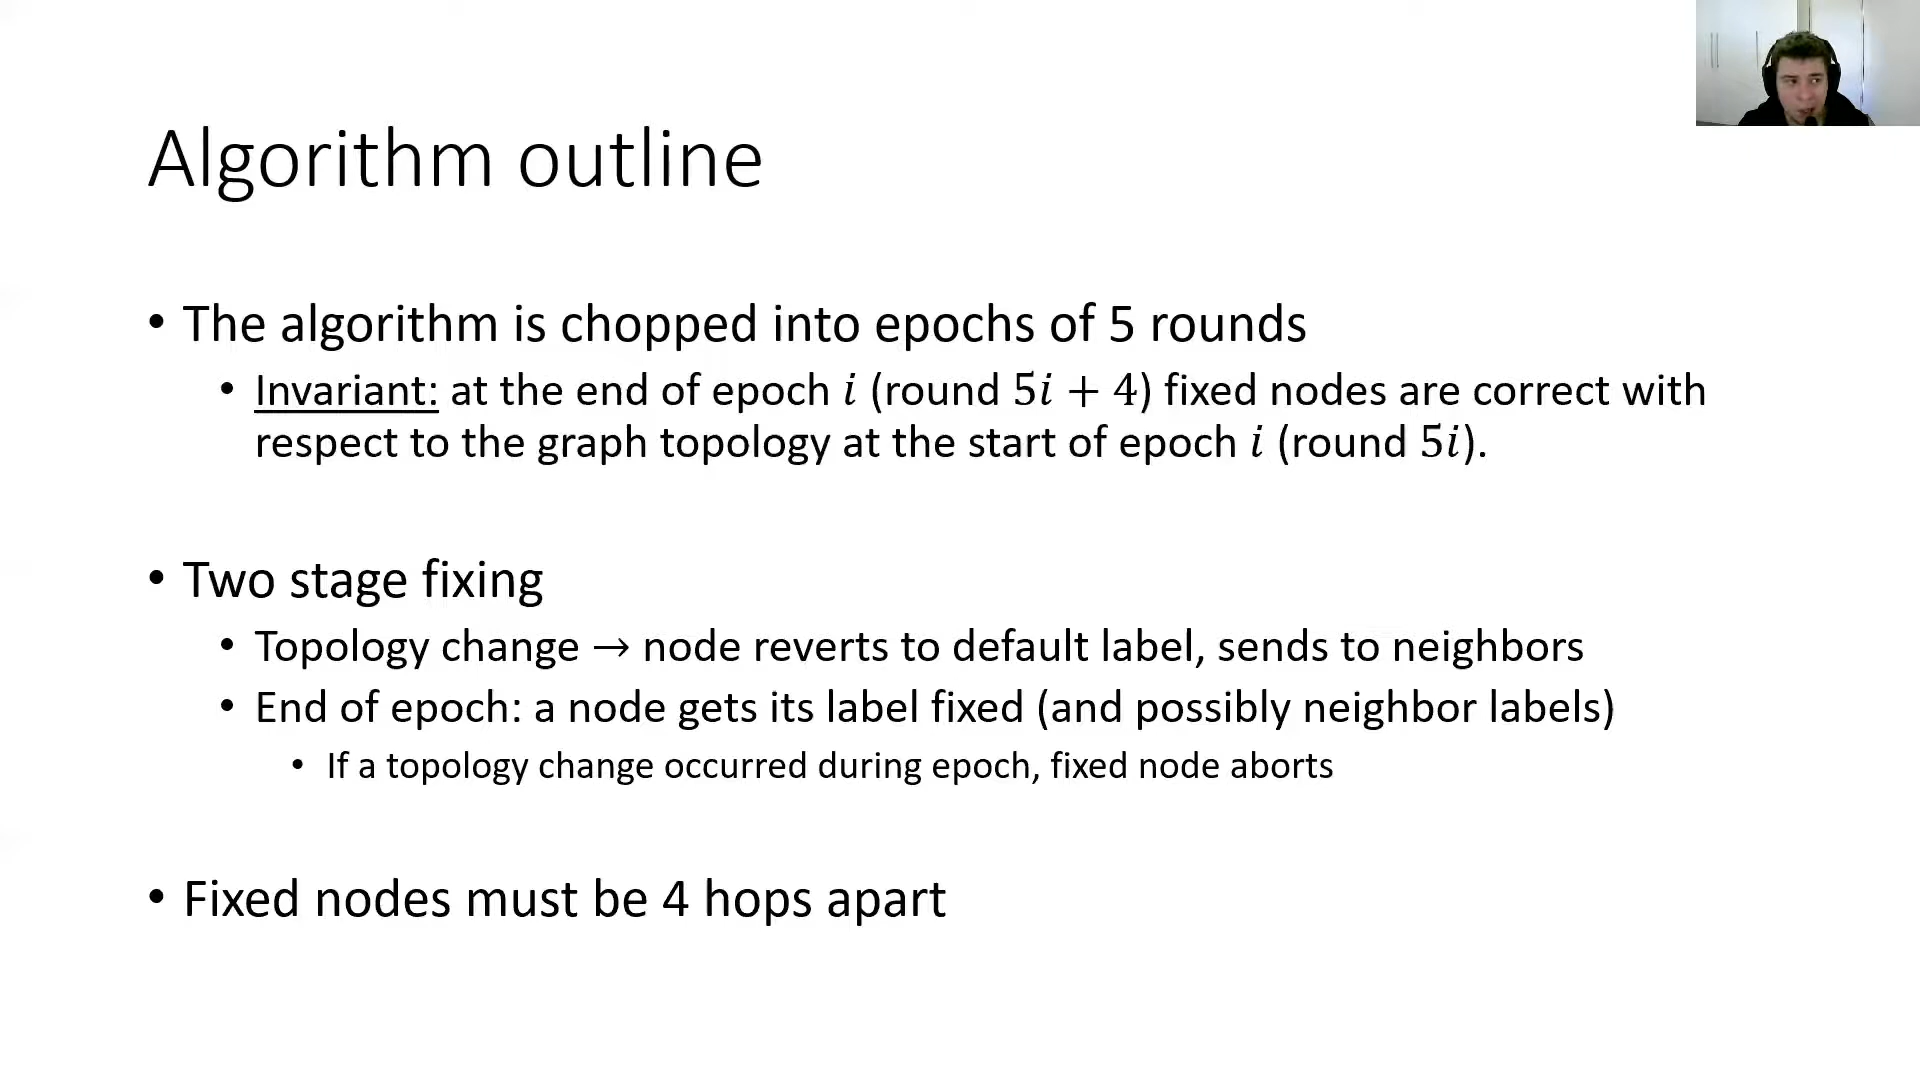 Algorithm outline
• The algorithm is chopped into epochs of 5 rounds
• Invariant: at the end of epoch 𝑖 (round 5𝑖 + 4) fixed nodes are correct with
respect to the graph topology at the start of epoch 𝑖 (round 5𝑖).
• Two stage fixing
• Topology change → node reverts to default label, sends to neighbors
• End of epoch: a node gets its label fixed (and possibly neighbor labels)
• If a topology change occurred during epoch, fixed node aborts
• Fixed nodes must be 4 hops apart